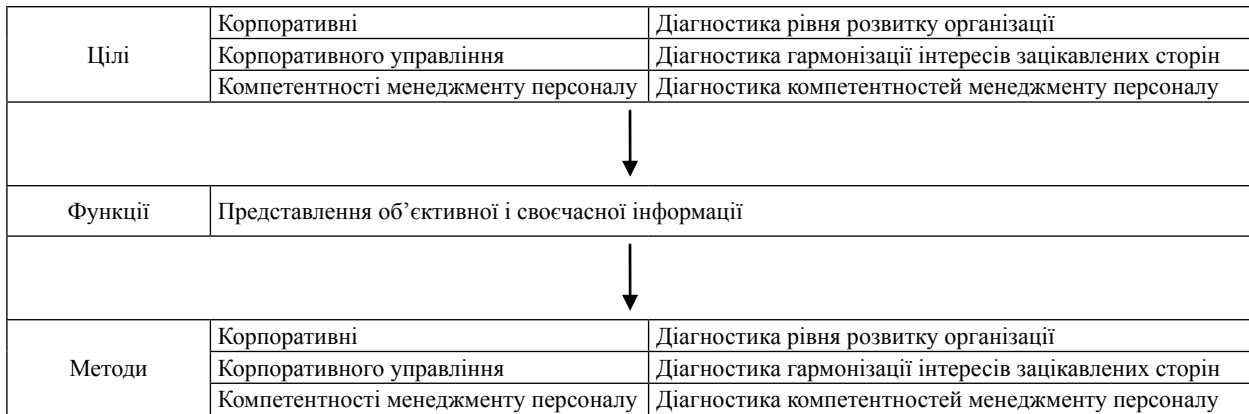 Цілі
Корпоративні
Діагностика рівня розвитку організації
Корпоративного управління
Діагностика гармонізації інтересів зацікавлених сторін
Компетентності менеджменту персоналу
Діагностика компетентностей менеджменту персоналу
Функції
Представлення об’єктивної і своєчасної інформації
Методи
Корпоративні
Діагностика рівня розвитку організації
Корпоративного управління
Діагностика гармонізації інтересів зацікавлених сторін
Компетентності менеджменту персоналу
Діагностика компетентностей менеджменту персоналу